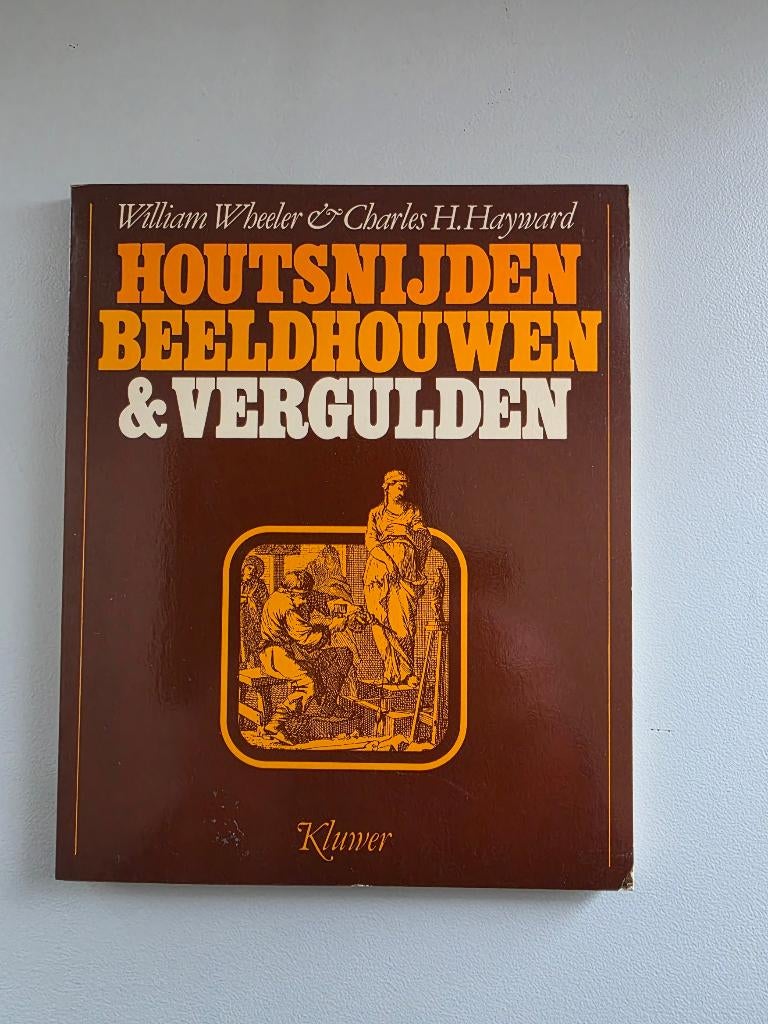 William Wheeler & Charles H. Hayward
HOUTSNIJDEN
BEELDHOUWEN
& VERGULDEN
Kluwer